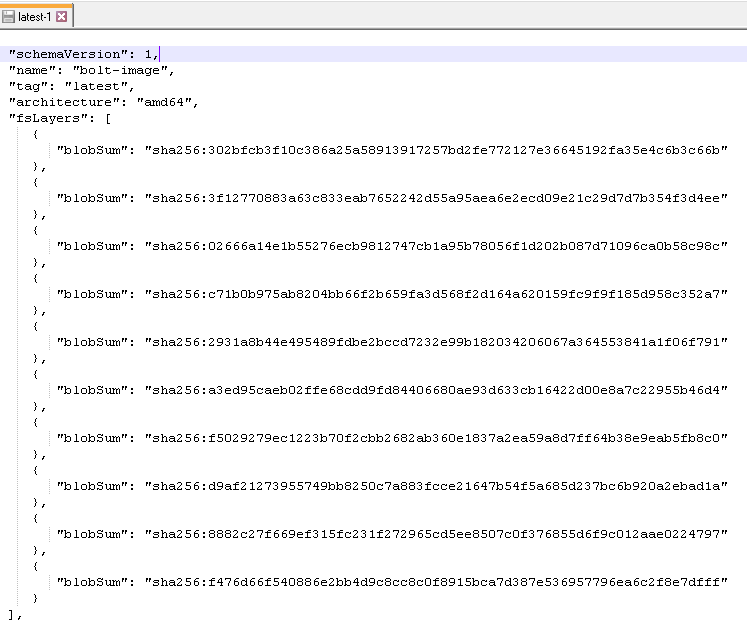 latest-1
"schemaVersion": 1,
"name": "bolt-image",
"tag": "latest",
"architecture": "amd64",
"fsLayers": [
{
"blobSum": "sha256:302bfcb3f10c386a25a58913917257bd2fe772127e36645192fa35e4c6b3c66b"
},
{
"blobSum": "sha256:3f12770883a63c833eab7652242d55a95aea6e2ecd09e21c29d7d7b354f3d4ee"
},
{
"blobSum": "sha256:02666a14e1b55276ecb9812747cb1a95b78056f1d202b087d71096ca0b58c98c"
},
{
"blobSum": "sha256:c71b0b975ab8204bb66f2b659fa3d568f2d164a620159fc9f9f185d958c352a7"
},
{
"blobSum": "sha256:2931a8b44e495489fdbe2bccd7232e99b182034206067a364553841a1f06f791"
},
{
"blobSum": "sha256:a3ed95caeb02ffe68cdd9fd84406680ae93d633cb16422d00e8a7c22955b46d4"
},
{
"blobSum": "sha256:f5029279ec1223b70f2cbb2682ab360e1837a2ea59a8d7ff64b38e9eab5fb8c0"
},
{
"blobSum": "sha256:d9af21273955749bb8250c7a883fcce21647b54f5a685d237bc6b920a2ebad1a"
},
{
"blobSum": "sha256:8882c27f669ef315fc231f272965cd5ee8507c0f376855d6f9c012aae0224797"
},
{
"blobSum": "sha256:f476d66f540886e2bb4d9c8cc8c0f8915bca7d387e536957796ea6c2f8e7dfff"
}
],